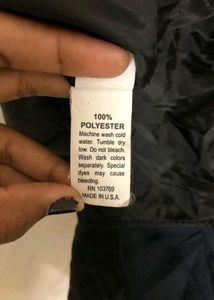 100%
POLYESTER
Machine wash cold
water. Tumble dry
low. Do not bleach.
Wash dark colors
separately. Special
dyes may cause
bleeding.
RN 103769
MADE IN U.S.A.